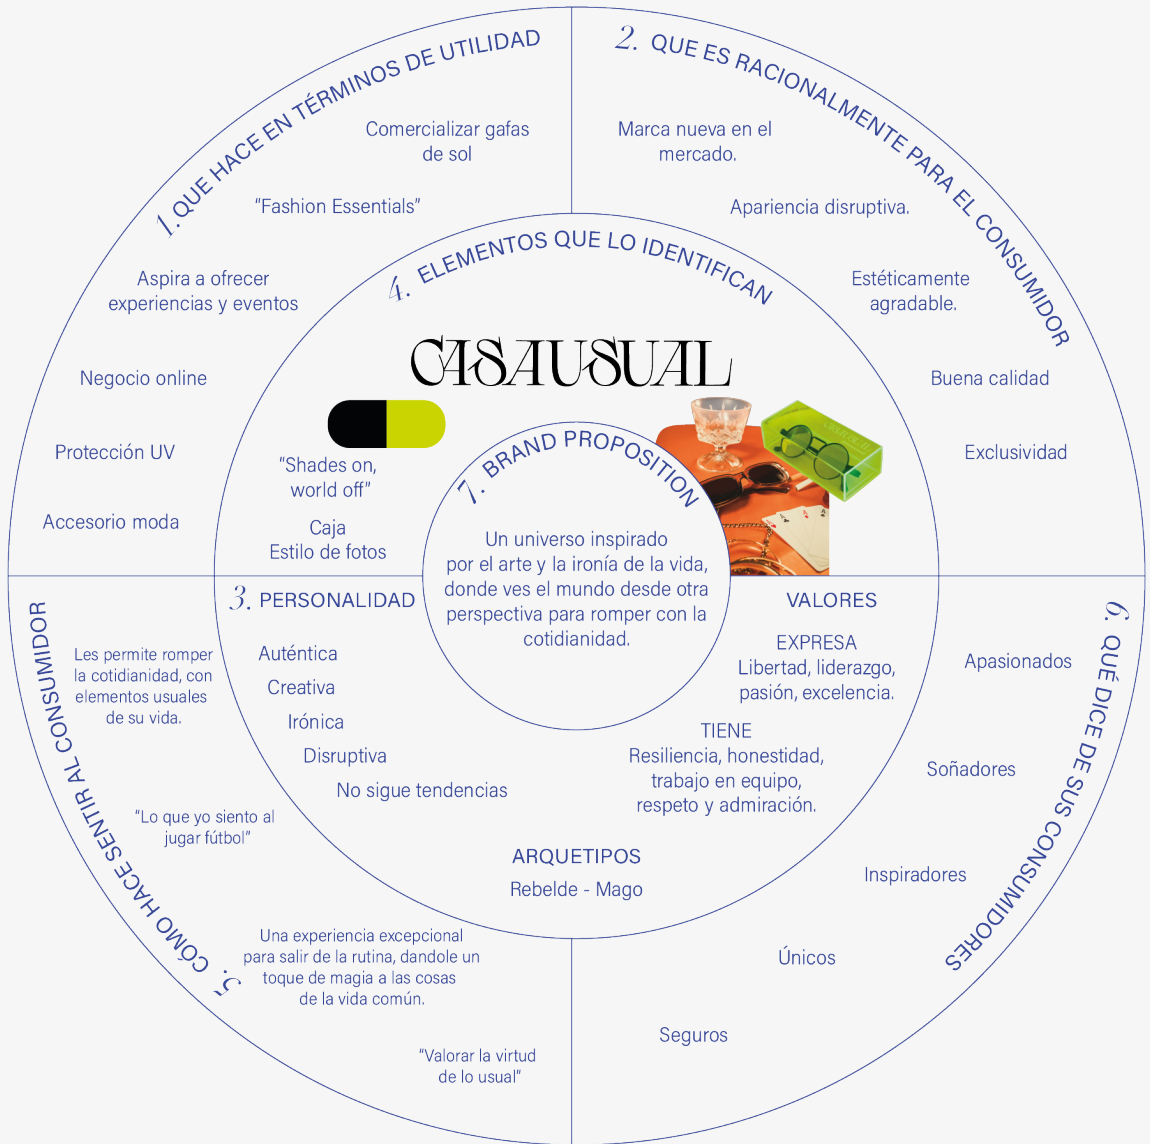 1. QUE HACE EN TÉRMINOS DE UTILIDAD
Comercializar gafas
de sol
“Fashion Essentials”
Aspira a ofrecer
experiencias y eventos
Negocio online
Protección UV
Accesorio moda
2. QUE ES RACIONALMENTE PARA EL CONSUMIDOR
Marca nueva en el
mercado.
Apariencia disruptiva.
Estéticamente
agradable.
Buena calidad
Exclusividad
4. ELEMENTOS QUE LO IDENTIFICAN
CASAUSUAL
“Shades on,
world off”
Caja
Estilo de fotos
7. BRAND PROPOSITION
Un universo inspirado
por el arte y la ironía de la vida,
donde ves el mundo desde otra
perspectiva para romper con la
cotidianidad.
3. PERSONALIDAD
Auténtica
Creativa
Irónica
Disruptiva
No sigue tendencias
VALORES
EXPRESA
Libertad, liderazgo,
pasión, excelencia.
TIENE
Resiliencia, honestidad,
trabajo en equipo,
respeto y admiración.
ARQUETIPOS
Rebelde - Mago
5. CÓMO HACE SENTIR AL CONSUMIDOR
Les permite romper
la cotidianidad, con
elementos usuales
de su vida.
“Lo que yo siento al
jugar fútbol”
Una experiencia excepcional
para salir de la rutina, dandole un
toque de magia a las cosas
de la vida común.
“Valorar la virtud
de lo usual”
6. QUÉ DICE DE SUS CONSUMIDORES
Apasionados
Soñadores
Inspiradores
Únicos
Seguros